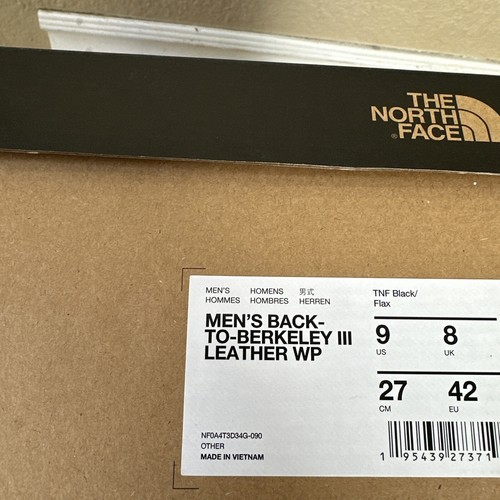 THE
NORTH
FACE
MEN'S HOMENS 男式
HOMMES HOMBRES HERREN
TNF Black/
Flax
MEN'S BACK-
TO-BERKELEY III
LEATHER WP
9 8
US UK
27 42
CM EU
NF0A4T3D34G-090
OTHER
MADE IN VIETNAM
1 95439 27371